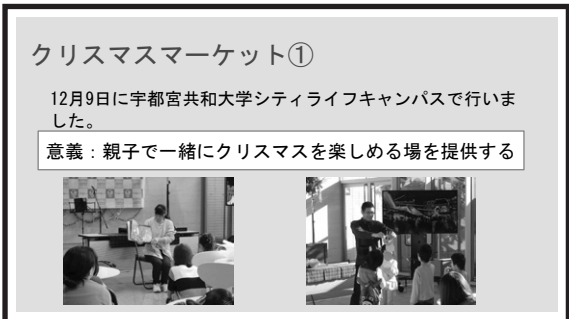 クリスマスマーケット①
12月9日に宇都宮共和大学シティライフキャンパスで行いま
した。
意義：親子で一緒にクリスマスを楽しめる場を提供する